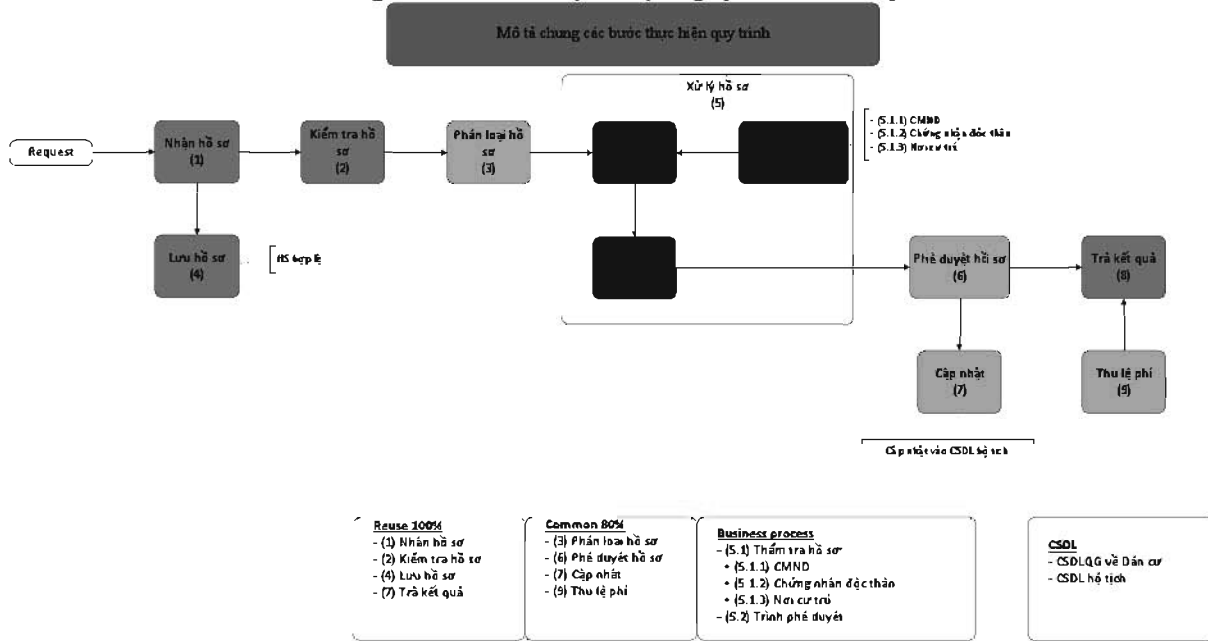 Mô tả chung các bước thực hiện quy trình
Xử lý hồ sơ
(5)
Request
Nhận hồ sơ
(1)
Kiểm tra hồ
sơ
(2)
Phân loại hồ
sơ
(3)
- (5.1.1) CMND
- (5.1.2) Chứng nhận độc thân
- (5.1.3) Nơi cư trú
Lưu hồ sơ
(4)
HS hợp lệ
Phê duyệt hồi sơ
(6)
Trả kết quả
(8)
Cập nhật
(7)
Thu lệ phí
(9)
Cập nhật vào CSDL hộ tịch
Reuse 100%
- (1) Nhận hồ sơ
- (2) Kiểm tra hồ sơ
- (4) Lưu hồ sơ
- (7) Trả kết quả
Common 80%
- (3) Phân loại hồ sơ
- (6) Phê duyệt hồ sơ
- (7) Cập nhật
- (9) Thu lệ phí
Business process
- (5.1) Thẩm tra hồ sơ
+ (5.1.1) CMND
+ (5.1.2) Chứng nhận độc thân
+ (5.1.3) Nơi cư trú
- (5.2) Trình phê duyệt
CSDL
- CSDLQG về Dân cư
- CSDL hộ tịch